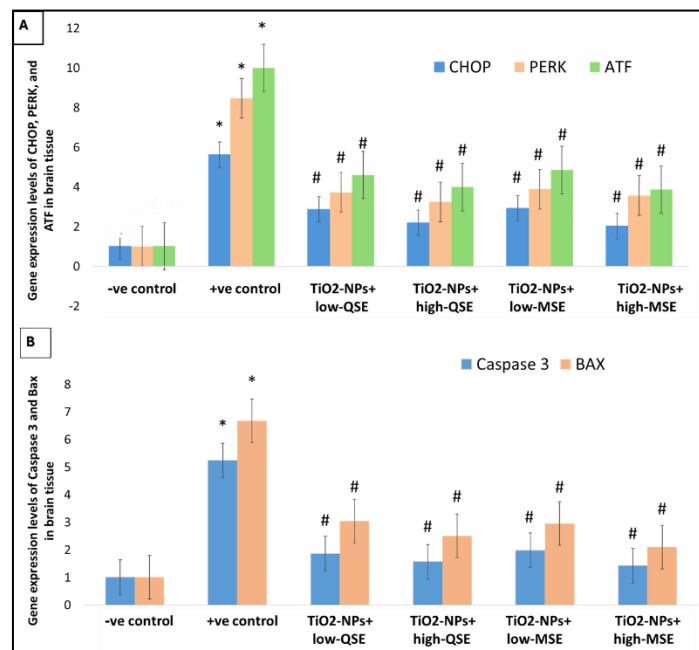 A
Gene expression levels of CHOP, PERK, and
ATF in brain tissue
12
10
8
6
4
2
0
-2
CHOP PERK ATF
* * *
# # # # # # # # # # # #
-ve control +ve control TiO2-NPs+ TiO2-NPs+ TiO2-NPs+ TiO2-NPs+
low-QSE high-QSE low-MSE high-MSE
B
Gene expression levels of Caspase 3 and Bax
in brain tissue
8
7
6
5
4
3
2
1
0
Caspase 3 BAX
* *
# # # # # # # #
-ve control +ve control TiO2-NPs+ TiO2-NPs+ TiO2-NPs+ TiO2-NPs+
low-QSE high-QSE low-MSE high-MSE